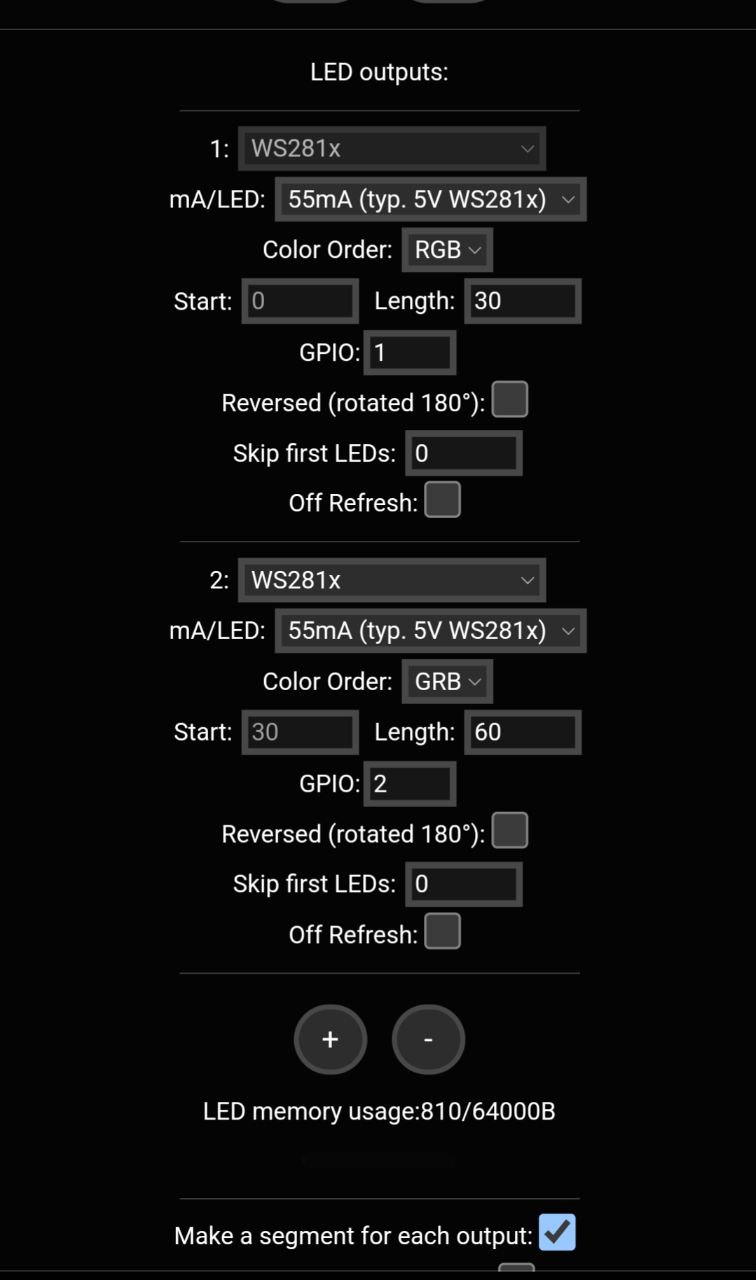 LED outputs:
1: WS281x
mA/LED: 55mA (typ. 5V WS281x)
Color Order: RGB
Start: 0 Length: 30
GPIO: 1
Reversed (rotated 180°):
Skip first LEDs: 0
Off Refresh:
2: WS281x
mA/LED: 55mA (typ. 5V WS281x)
Color Order: GRB
Start: 30 Length: 60
GPIO: 2
Reversed (rotated 180°):
Skip first LEDs: 0
Off Refresh:
+ -
LED memory usage:810/64000B
Make a segment for each output: